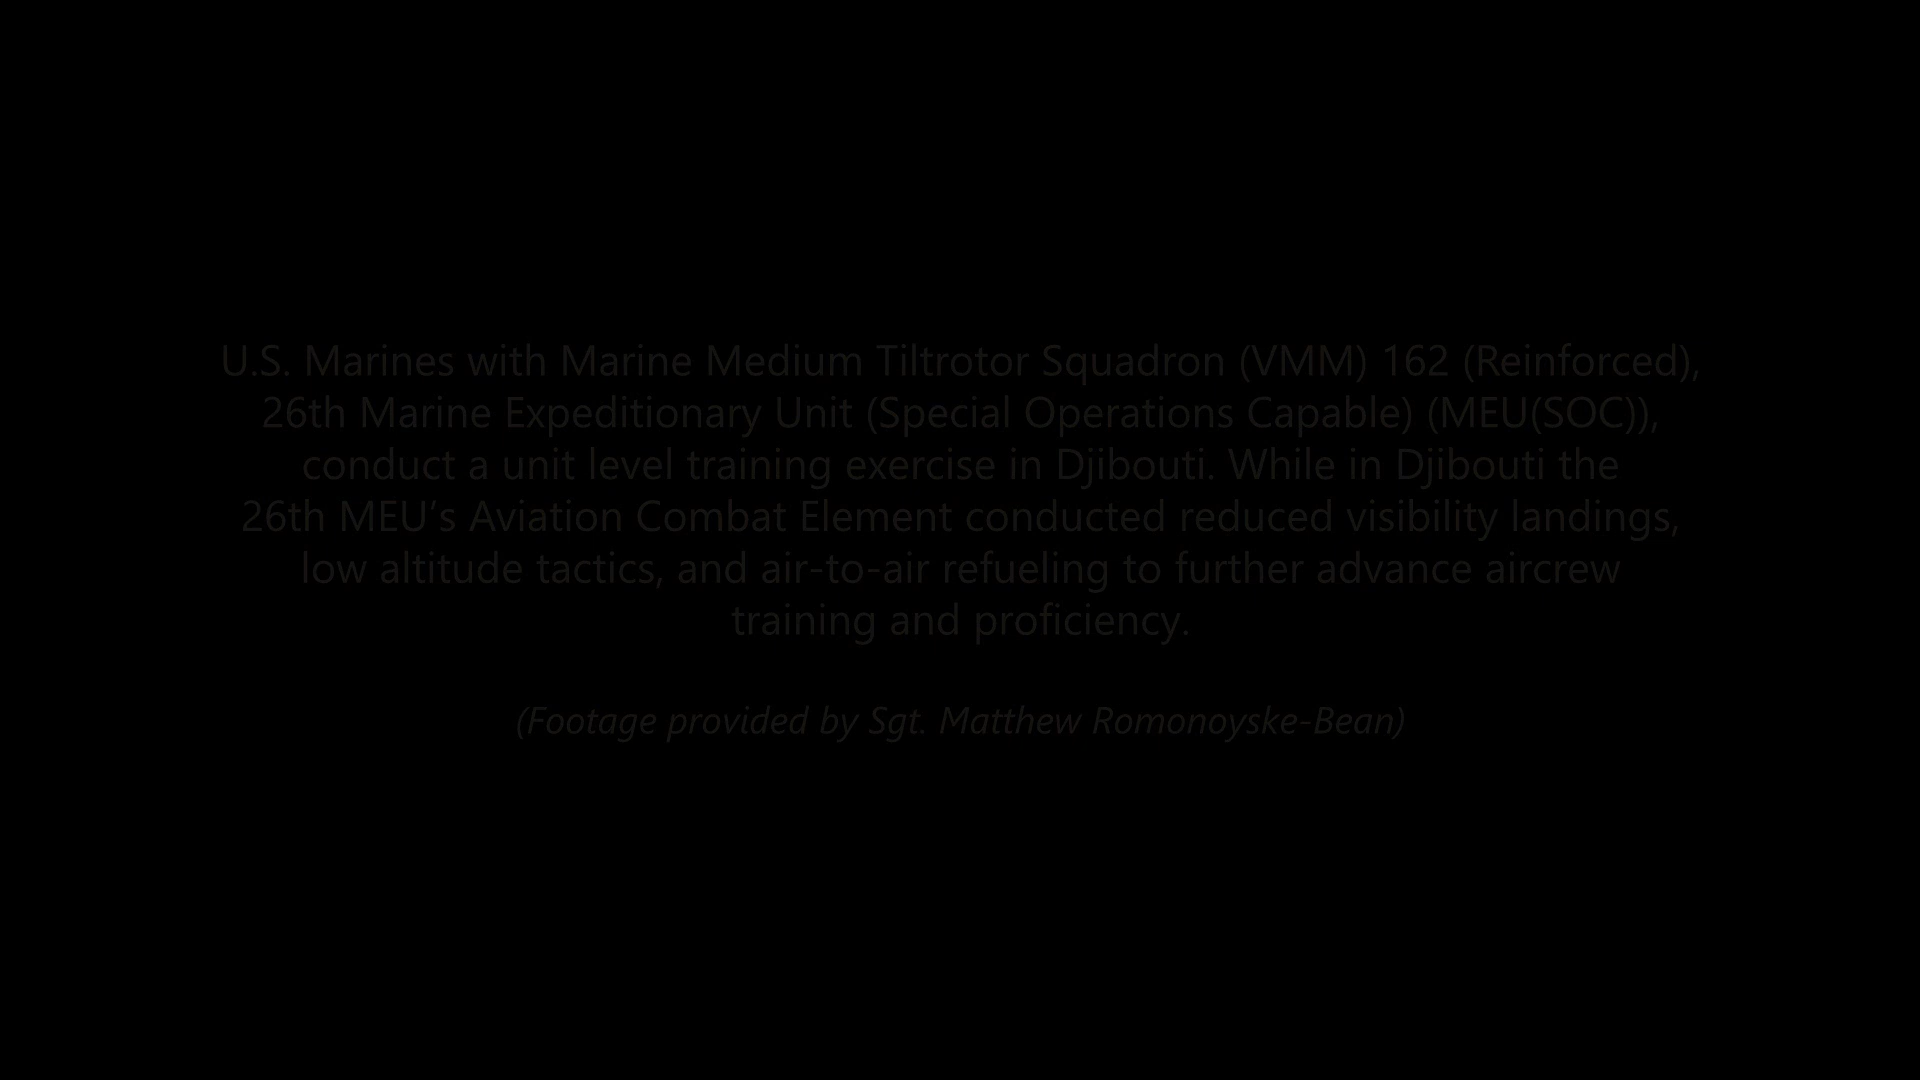 U.S. Marines with Marine Medium Tiltrotor Squadron (VMM) 162 (Reinforced),
26th Marine Expeditionary Unit (Special Operations Capable) (MEU(SOC)),
conduct a unit level training exercise in Djibouti. While in Djibouti the
26th MEU’s Aviation Combat Element conducted reduced visibility landings,
low altitude tactics, and air-to-air refueling to further advance aircrew
training and proficiency.
(Footage provided by Sgt. Matthew Romonoyske-Bean)